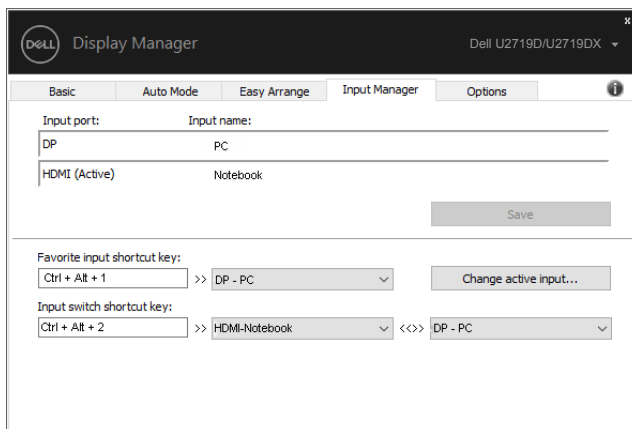 x
DELL Display Manager Dell U2719D/U2719DX
Basic Auto Mode Easy Arrange Input Manager Options i
Input port: Input name:
DP PC
HDMI (Active) Notebook
Save
Favorite input shortcut key:
Ctrl + Alt + 1 >> DP - PC Change active input...
Input switch shortcut key:
Ctrl + Alt + 2 >> HDMI-Notebook <<>> DP - PC